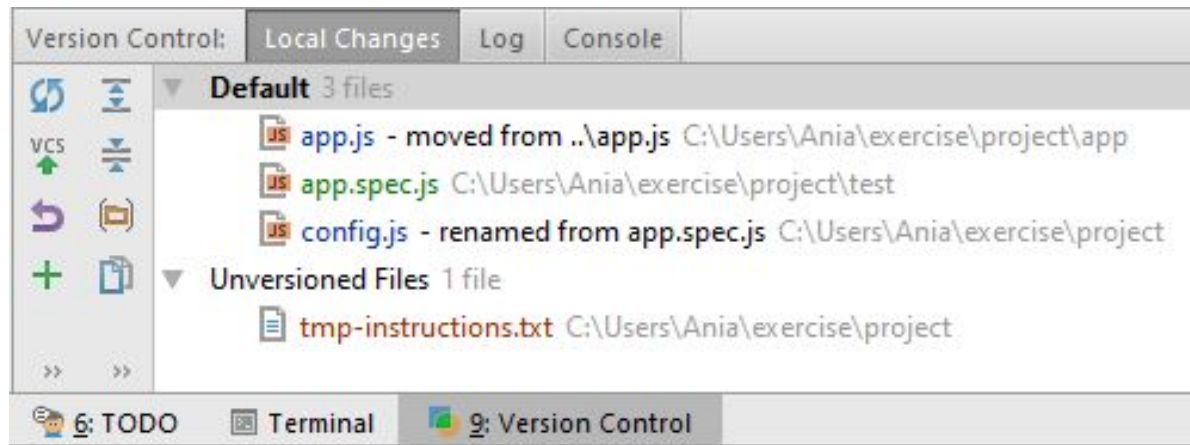 Version Control: Local Changes Log Console
Default 3 files
JS app.js - moved from ..\app.js C:\Users\Ania\exercise\project\app
JS app.spec.js C:\Users\Ania\exercise\project\test
VCS
JS config.js - renamed from app.spec.js C:\Users\Ania\exercise\project
Unversioned Files 1 file
tmp-instructions.txt C:\Users\Ania\exercise\project
>> >>
6: TODO Terminal 9: Version Control